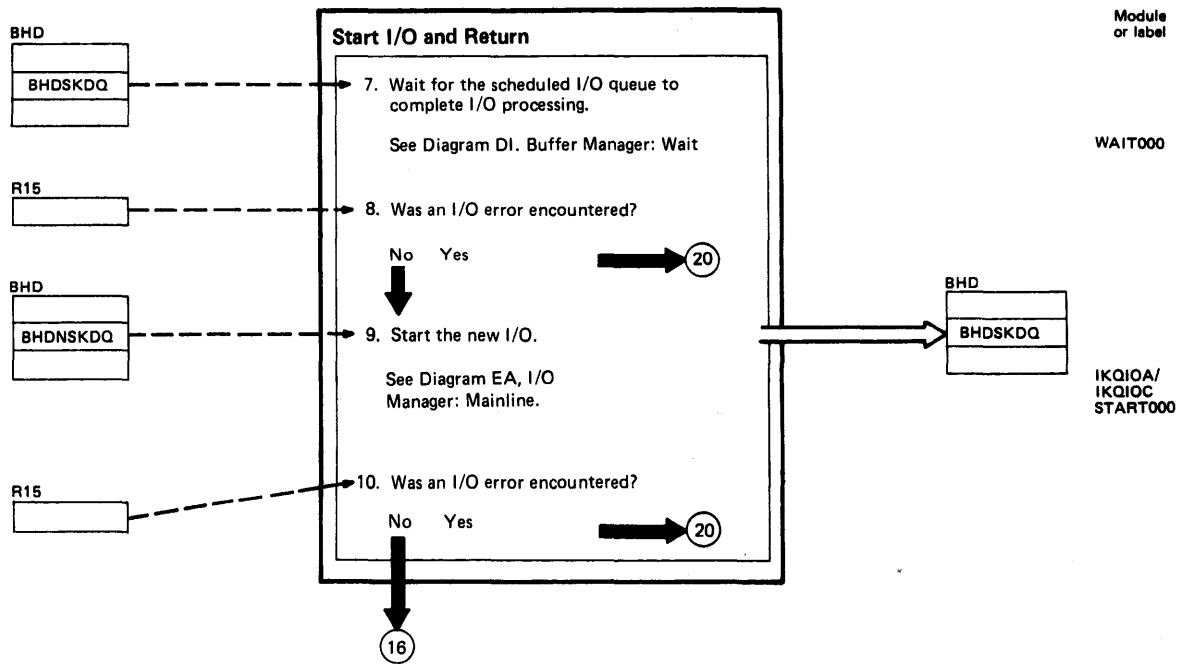 Module
or label
Start I/O and Return
BHD
BHDSKDQ
7. Wait for the scheduled I/O queue to
complete I/O processing.
See Diagram DI. Buffer Manager: Wait
WAIT000
R15
8. Was an I/O error encountered?
No Yes
20
BHD
BHDNSKDQ
9. Start the new I/O.
BHD
BHDSKDQ
See Diagram EA, I/O
Manager: Mainline.
IKQIOA/
IKQIOC
START000
R15
10. Was an I/O error encountered?
No Yes
20
16